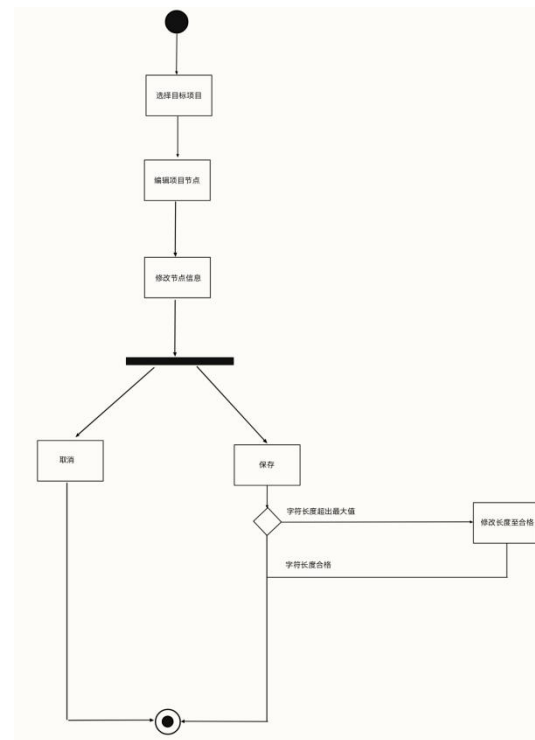 选择目标项目
编辑项目节点
修改节点信息
取消
保存
字符长度超出最大值
修改长度至合格
字符长度合格